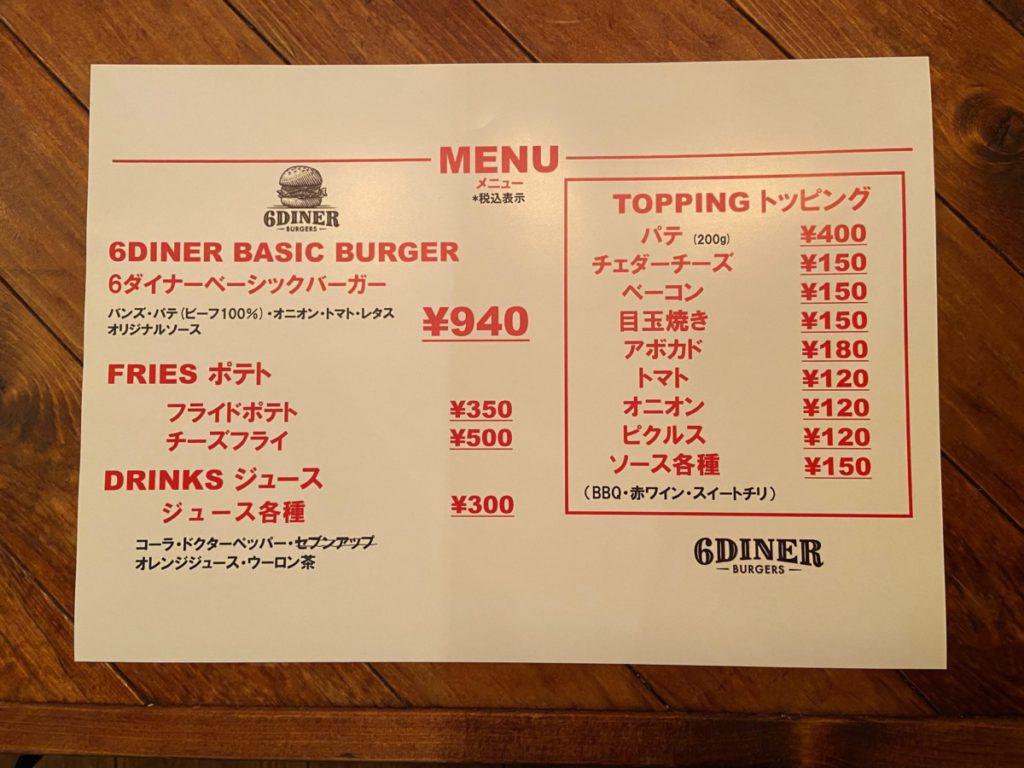 MENU
メニュー
*税込表示
6DINER
BURGERS
6DINER BASIC BURGER
6ダイナーベーシックバーガー
バンズ・パテ(ビーフ100%)・オニオン・トマト・レタス
オリジナルソース
¥940
FRIES ポテト
フライドポテト ¥350
チーズフライ ¥500
DRINKS ジュース
ジュース各種 ¥300
コーラ・ドクターペッパー・セブンアップ
オレンジジュース・ウーロン茶
TOPPING トッピング
パテ (200g) ¥400
チェダーチーズ ¥150
ベーコン ¥150
目玉焼き ¥150
アボカド ¥180
トマト ¥120
オニオン ¥120
ピクルス ¥120
ソース各種 ¥150
(BBQ・赤ワイン・スイートチリ)
6DINER
BURGERS